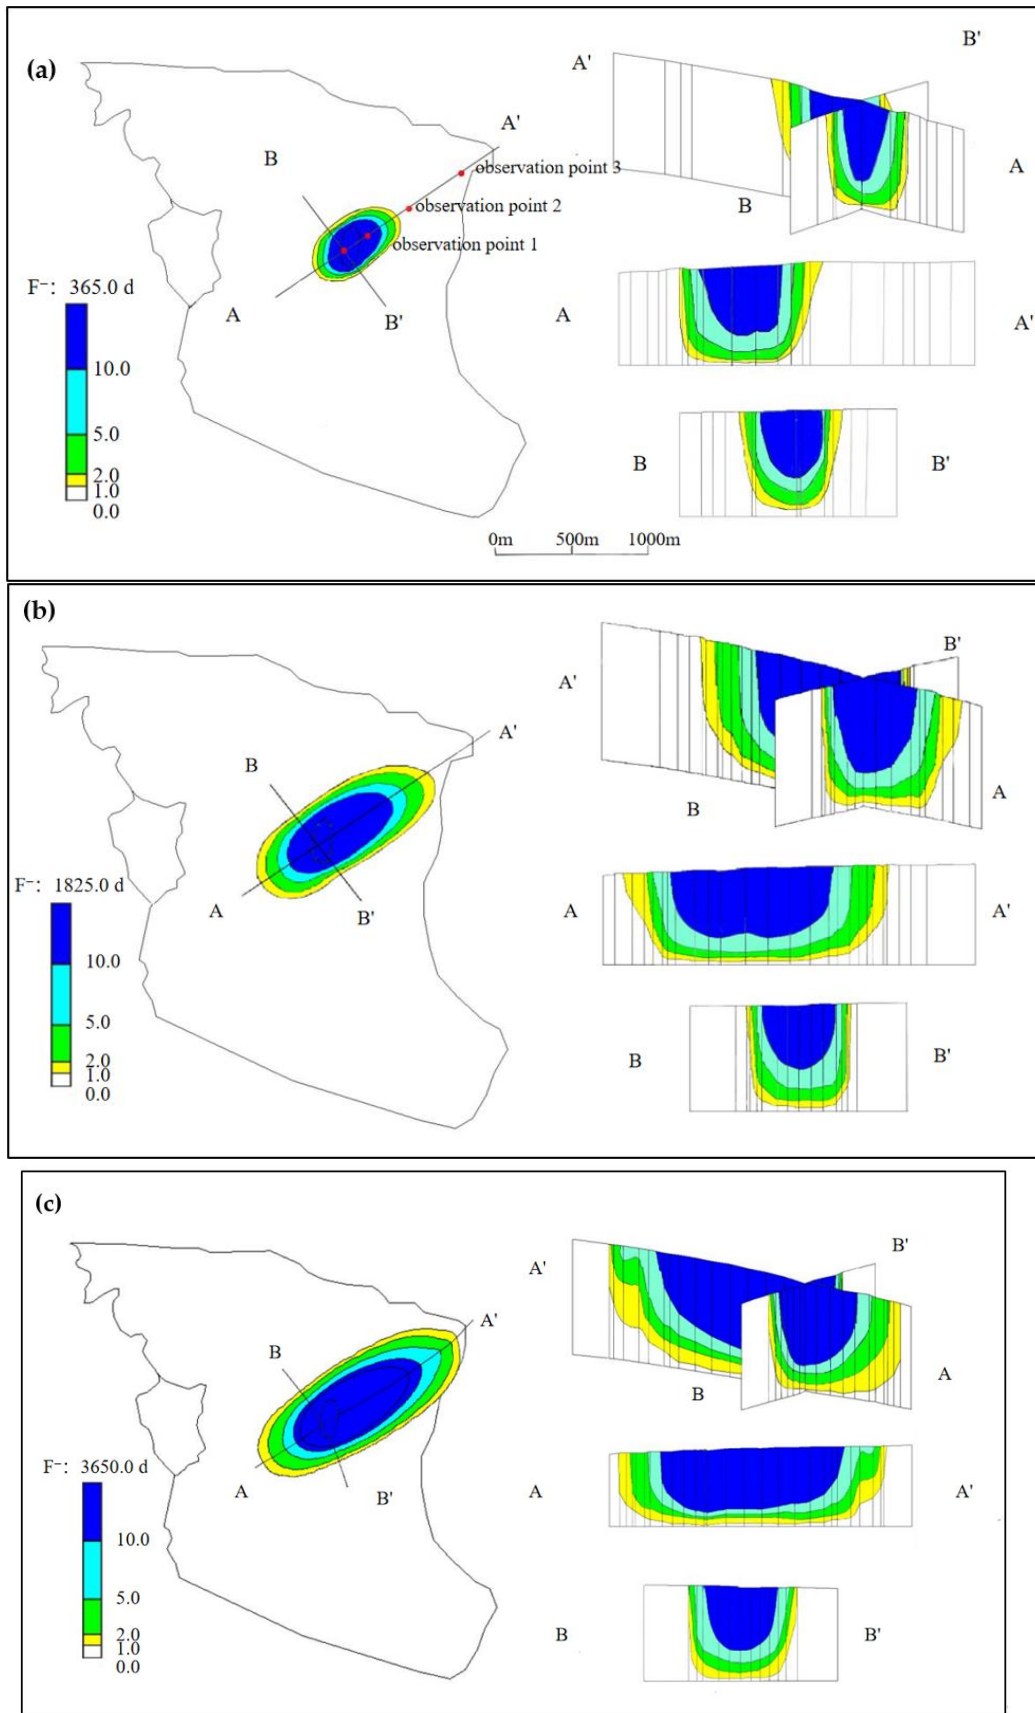 (a)
B'
A'
A'
B
observation point 3
A
observation point 2
B
observation point 1
F⁻: 365.0 d
A
B'
A
A'
10.0
5.0
B
B'
2.0
1.0
0.0
0m 500m 1000m
(b)
B'
A'
A'
B
A
B
A
B'
A
A'
F⁻: 1825.0 d
10.0
5.0
B
B'
2.0
1.0
0.0
(c)
B'
A'
A'
B
A
B
F⁻: 3650.0 d
A
B'
A
A'
10.0
5.0
B
B'
2.0
1.0
0.0